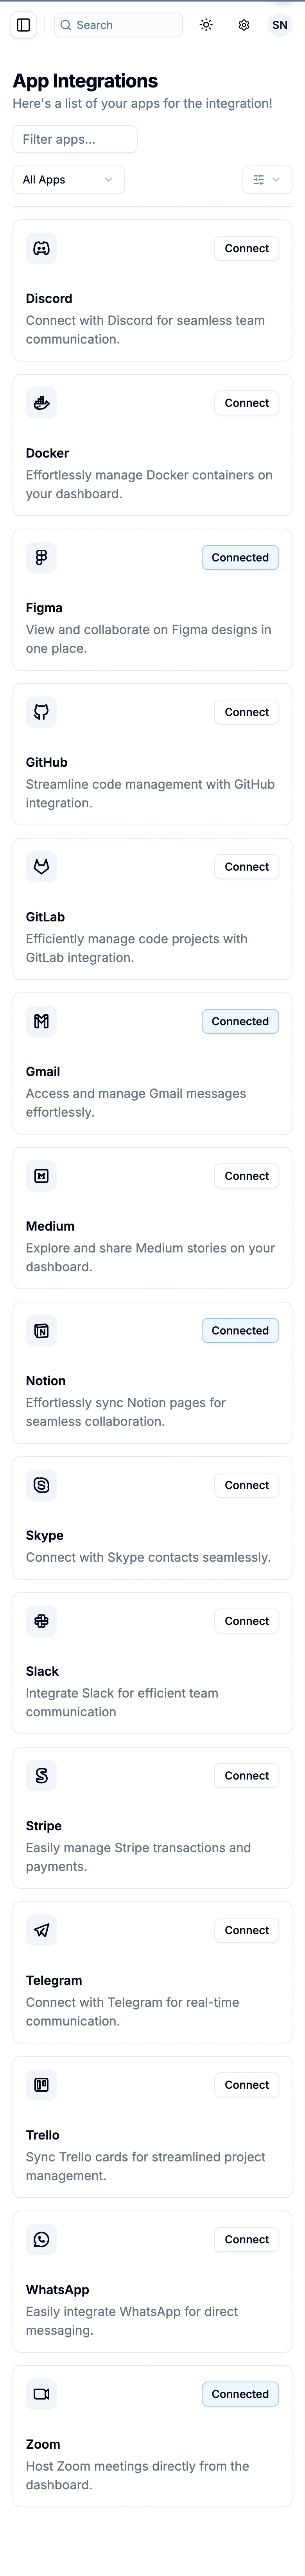 Search
SN
App Integrations
Here's a list of your apps for the integration!
Filter apps...
All Apps
Connect
Discord
Connect with Discord for seamless team
communication.
Connect
Docker
Effortlessly manage Docker containers on
your dashboard.
Connected
Figma
View and collaborate on Figma designs in
one place.
Connect
GitHub
Streamline code management with GitHub
integration.
Connect
GitLab
Efficiently manage code projects with
GitLab integration.
Connected
Gmail
Access and manage Gmail messages
effortlessly.
Connect
Medium
Explore and share Medium stories on your
dashboard.
Connected
Notion
Effortlessly sync Notion pages for
seamless collaboration.
Connect
Skype
Connect with Skype contacts seamlessly.
Connect
Slack
Integrate Slack for efficient team
communication
Connect
Stripe
Easily manage Stripe transactions and
payments.
Connect
Telegram
Connect with Telegram for real-time
communication.
Connect
Trello
Sync Trello cards for streamlined project
management.
Connect
WhatsApp
Easily integrate WhatsApp for direct
messaging.
Connected
Zoom
Host Zoom meetings directly from the
dashboard.